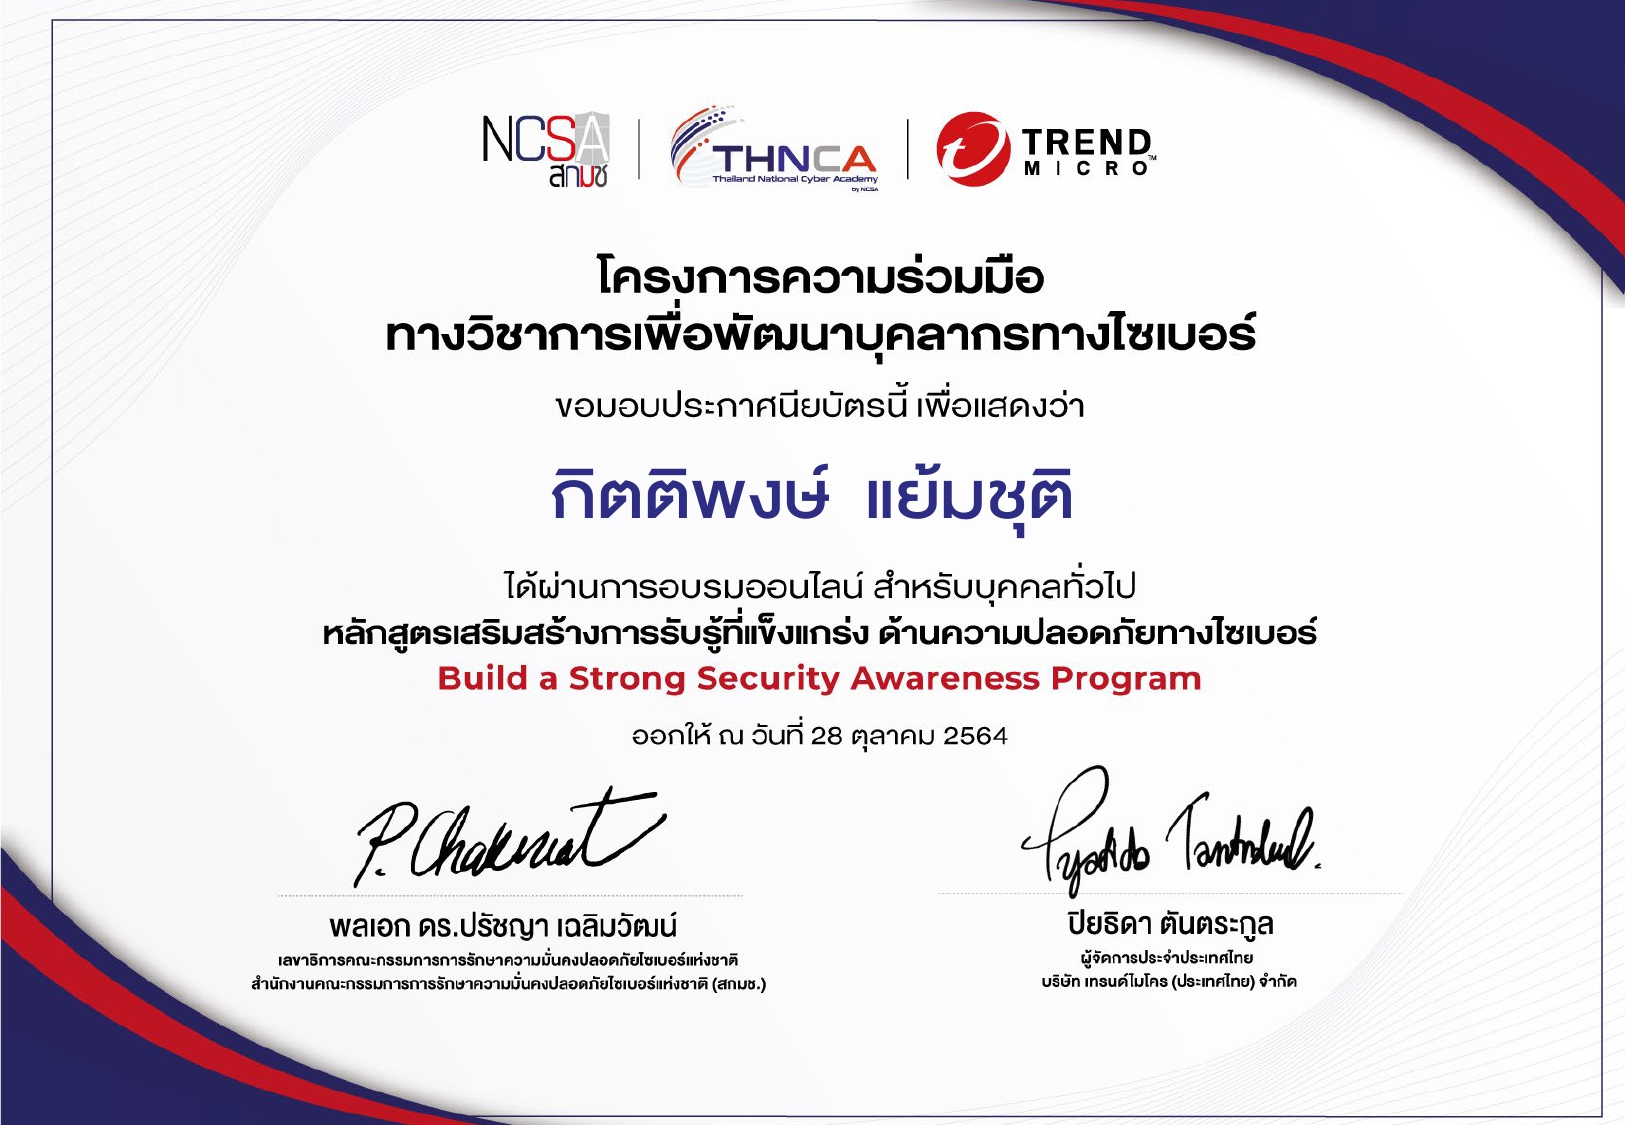 NCSA
สกมช
THNCA
Thailand National Cyber Academy
by NCSA
TREND
MICRO™
โครงการความร่วมมือ
ทางวิชาการเพื่อพัฒนาบุคลากรทางไซเบอร์
ขอมอบประกาศนียบัตรนี้ เพื่อแสดงว่า
กิตติพงษ์ แย้มชุติ
ได้ผ่านการอบรมออนไลน์ สำหรับบุคคลทั่วไป
หลักสูตรเสริมสร้างการรับรู้ที่แข็งแกร่ง ด้านความปลอดภัยทางไซเบอร์
Build a Strong Security Awareness Program
ออกให้ ณ วันที่ 28 ตุลาคม 2564
พลเอก ดร.ปรัชญา เฉลิมวัฒน์
เลขาธิการคณะกรรมการการรักษาความมั่นคงปลอดภัยไซเบอร์แห่งชาติ
สำนักงานคณะกรรมการการรักษาความมั่นคงปลอดภัยไซเบอร์แห่งชาติ (สกมช.)
ปิยธิดา ตันตระกูล
ผู้จัดการประจำประเทศไทย
บริษัท เทรนด์ไมโคร (ประเทศไทย) จำกัด